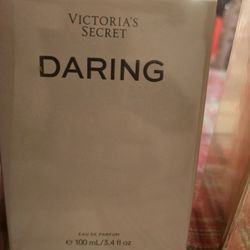 VICTORIA'S
SECRET
DARING
EAU DE PARFUM
℮ 100 mL/3.4 fl oz